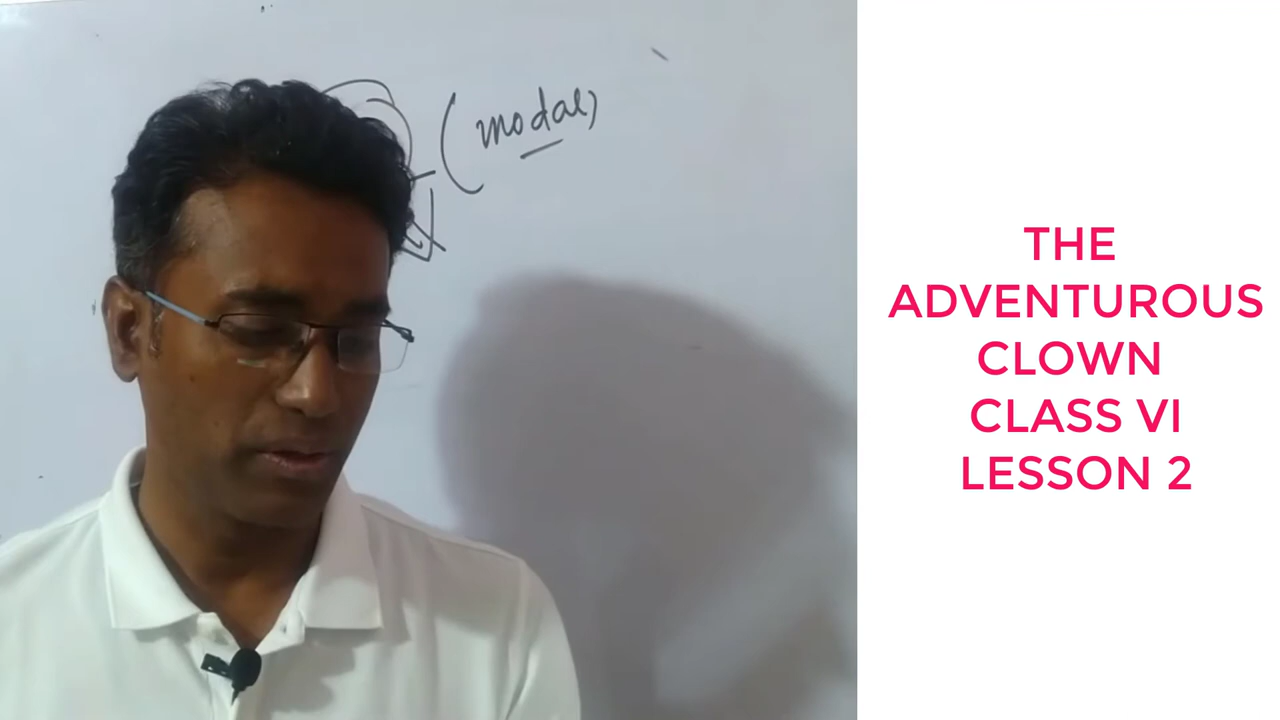 (modal)
THE
ADVENTUROUS
CLOWN
CLASS VI
LESSON 2